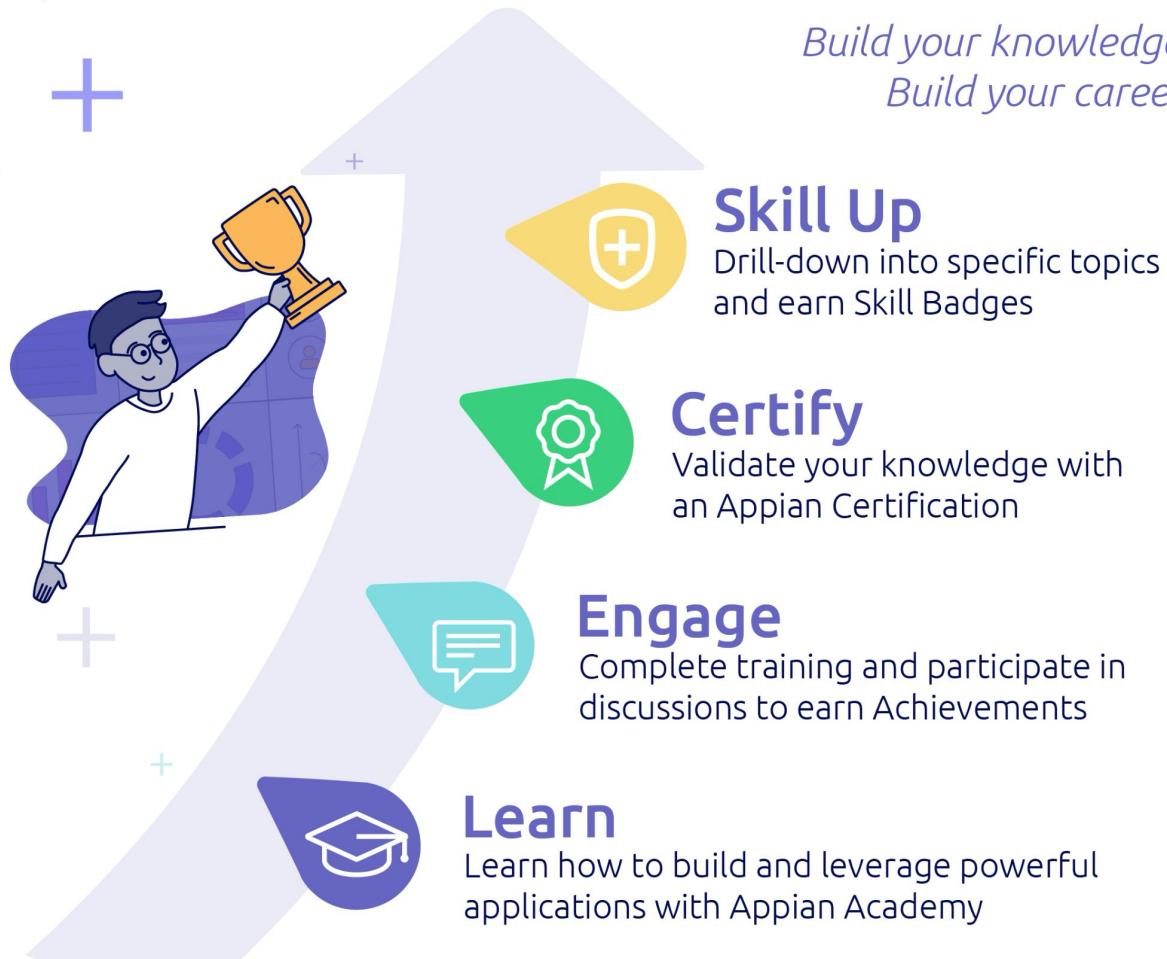 Build your knowledge
Build your caree
Skill Up
Drill-down into specific topics
and earn Skill Badges
Certify
Validate your knowledge with
an Appian Certification
Engage
Complete training and participate in
discussions to earn Achievements
Learn
Learn how to build and leverage powerful
applications with Appian Academy